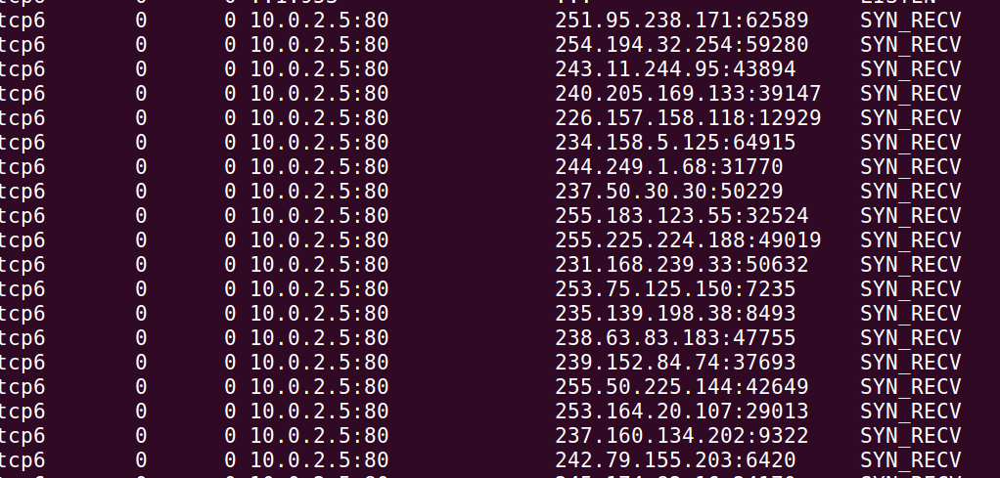 tcp6 0 0 10.0.2.5:80 251.95.238.171:62589 SYN_RECV
tcp6 0 0 10.0.2.5:80 254.194.32.254:59280 SYN_RECV
tcp6 0 0 10.0.2.5:80 243.11.244.95:43894 SYN_RECV
tcp6 0 0 10.0.2.5:80 240.205.169.133:39147 SYN_RECV
tcp6 0 0 10.0.2.5:80 226.157.158.118:12929 SYN_RECV
tcp6 0 0 10.0.2.5:80 234.158.5.125:64915 SYN_RECV
tcp6 0 0 10.0.2.5:80 244.249.1.68:31770 SYN_RECV
tcp6 0 0 10.0.2.5:80 237.50.30.30:50229 SYN_RECV
tcp6 0 0 10.0.2.5:80 255.183.123.55:32524 SYN_RECV
tcp6 0 0 10.0.2.5:80 255.225.224.188:49019 SYN_RECV
tcp6 0 0 10.0.2.5:80 231.168.239.33:50632 SYN_RECV
tcp6 0 0 10.0.2.5:80 253.75.125.150:7235 SYN_RECV
tcp6 0 0 10.0.2.5:80 235.139.198.38:8493 SYN_RECV
tcp6 0 0 10.0.2.5:80 238.63.83.183:47755 SYN_RECV
tcp6 0 0 10.0.2.5:80 239.152.84.74:37693 SYN_RECV
tcp6 0 0 10.0.2.5:80 255.50.225.144:42649 SYN_RECV
tcp6 0 0 10.0.2.5:80 253.164.20.107:29013 SYN_RECV
tcp6 0 0 10.0.2.5:80 237.160.134.202:9322 SYN_RECV
tcp6 0 0 10.0.2.5:80 242.79.155.203:6420 SYN_RECV